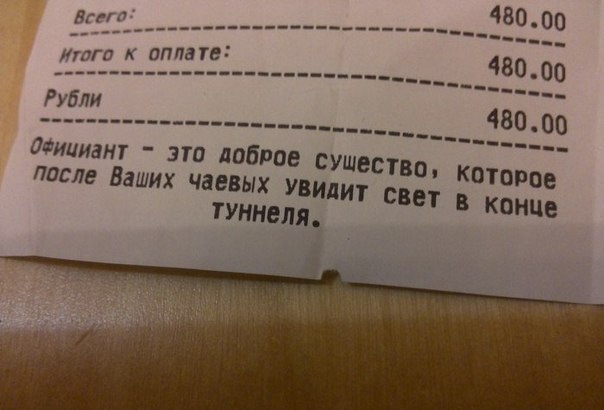 Всего: 480.00
Итого к оплате: 480.00
Рубли 480.00
Официант - это доброе существо, которое
после Ваших чаевых увидит свет в конце
туннеля.